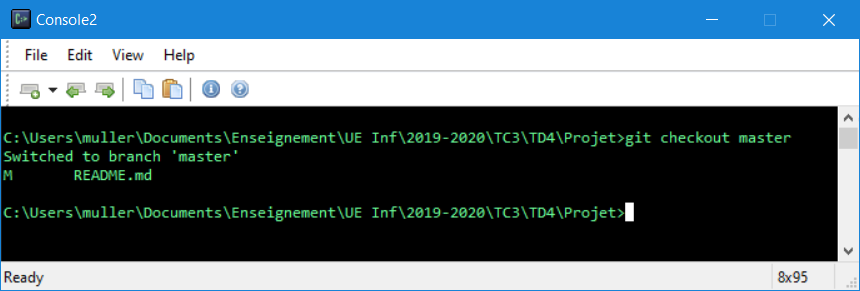 Console2
File Edit View Help
C:\Users\muller\Documents\Enseignement\UE Inf\2019-2020\TC3\TD4\Projet>git checkout master
Switched to branch 'master'
M       README.md
C:\Users\muller\Documents\Enseignement\UE Inf\2019-2020\TC3\TD4\Projet>
Ready 8x95